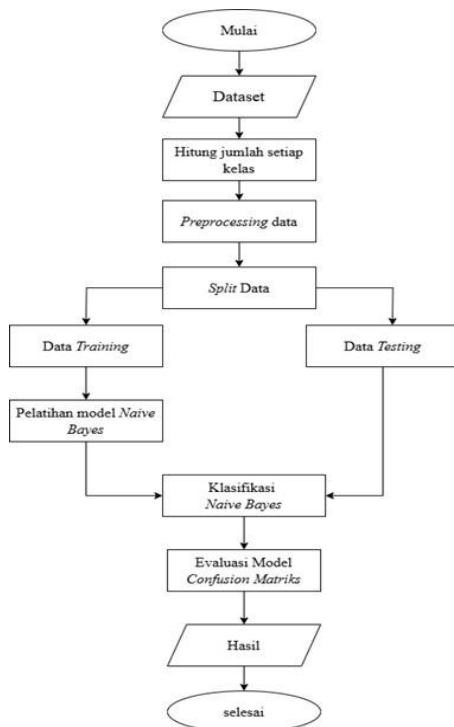 Mulai
Dataset
Hitung jumlah setiap
kelas
Preprocessing data
Split Data
Data Training
Data Testing
Pelatihan model Naive
Bayes
Klasifikasi
Naive Bayes
Evaluasi Model
Confusion Matriks
Hasil
selesai